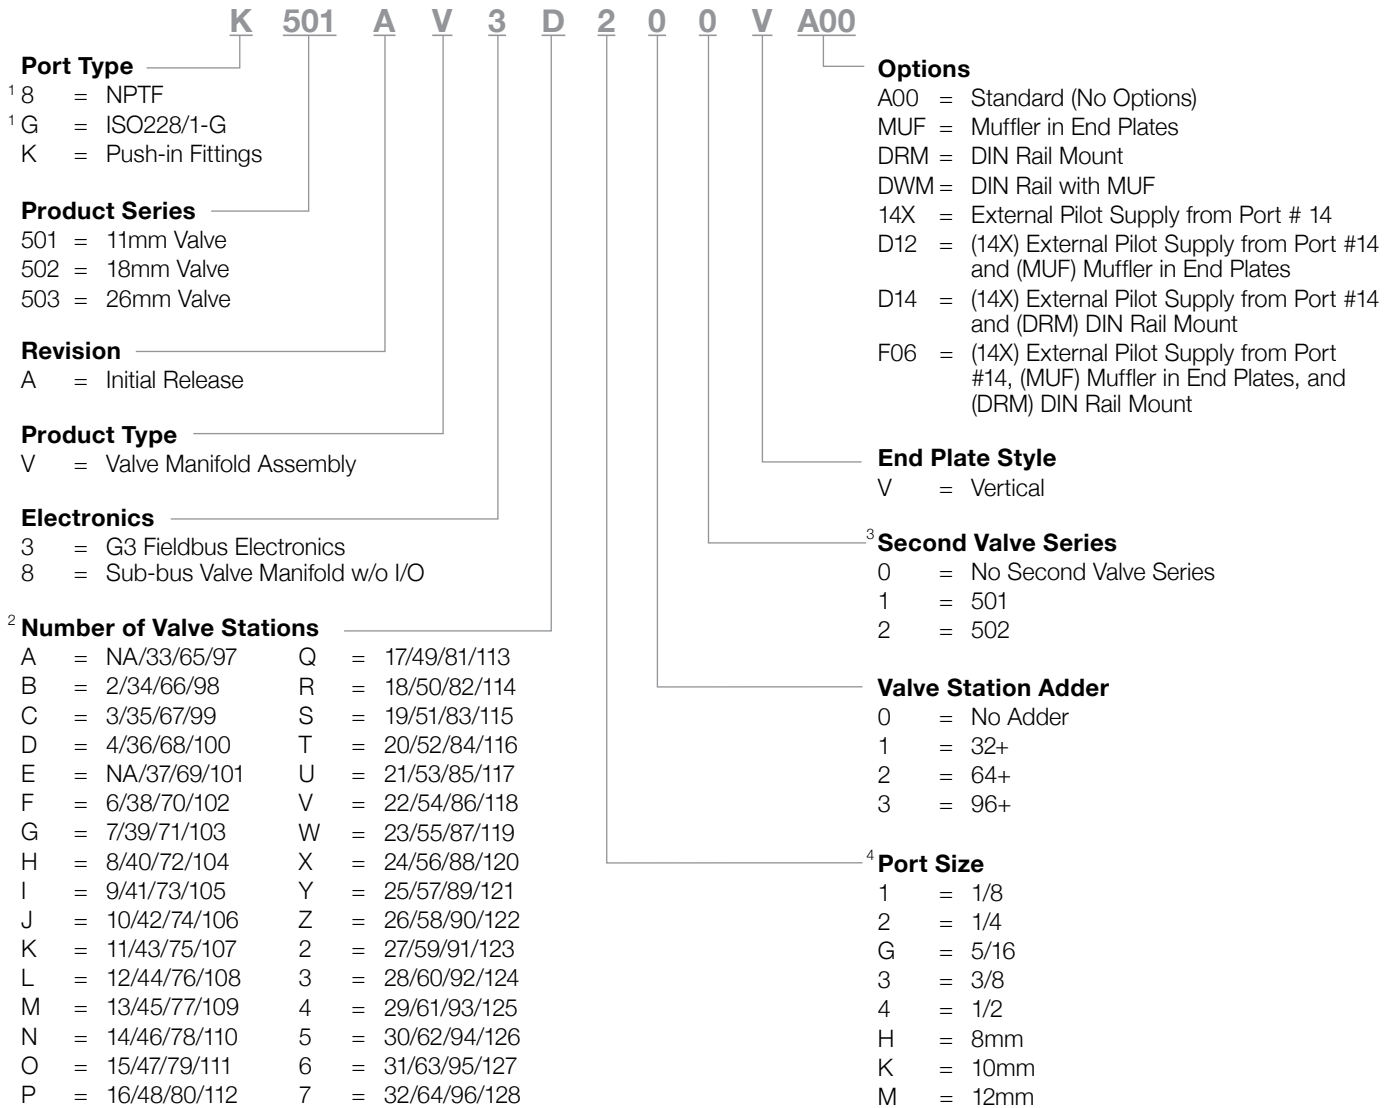 K 501 A V 3 D 2 0 0 V A00
Port Type
1 8 = NPTF
1 G = ISO228/1-G
K = Push-in Fittings
Product Series
501 = 11mm Valve
502 = 18mm Valve
503 = 26mm Valve
Revision
A = Initial Release
Product Type
V = Valve Manifold Assembly
Electronics
3 = G3 Fieldbus Electronics
8 = Sub-bus Valve Manifold w/o I/O
2 Number of Valve Stations
A = NA/33/65/97 Q = 17/49/81/113
B = 2/34/66/98 R = 18/50/82/114
C = 3/35/67/99 S = 19/51/83/115
D = 4/36/68/100 T = 20/52/84/116
E = NA/37/69/101 U = 21/53/85/117
F = 6/38/70/102 V = 22/54/86/118
G = 7/39/71/103 W = 23/55/87/119
H = 8/40/72/104 X = 24/56/88/120
I = 9/41/73/105 Y = 25/57/89/121
J = 10/42/74/106 Z = 26/58/90/122
K = 11/43/75/107 2 = 27/59/91/123
L = 12/44/76/108 3 = 28/60/92/124
M = 13/45/77/109 4 = 29/61/93/125
N = 14/46/78/110 5 = 30/62/94/126
O = 15/47/79/111 6 = 31/63/95/127
P = 16/48/80/112 7 = 32/64/96/128
Options
A00 = Standard (No Options)
MUF = Muffler in End Plates
DRM = DIN Rail Mount
DWM = DIN Rail with MUF
14X = External Pilot Supply from Port # 14
D12 = (14X) External Pilot Supply from Port #14
and (MUF) Muffler in End Plates
D14 = (14X) External Pilot Supply from Port #14
and (DRM) DIN Rail Mount
F06 = (14X) External Pilot Supply from Port
#14, (MUF) Muffler in End Plates, and
(DRM) DIN Rail Mount
End Plate Style
V = Vertical
3 Second Valve Series
0 = No Second Valve Series
1 = 501
2 = 502
Valve Station Adder
0 = No Adder
1 = 32+
2 = 64+
3 = 96+
4 Port Size
1 = 1/8
2 = 1/4
G = 5/16
3 = 3/8
4 = 1/2
H = 8mm
K = 10mm
M = 12mm